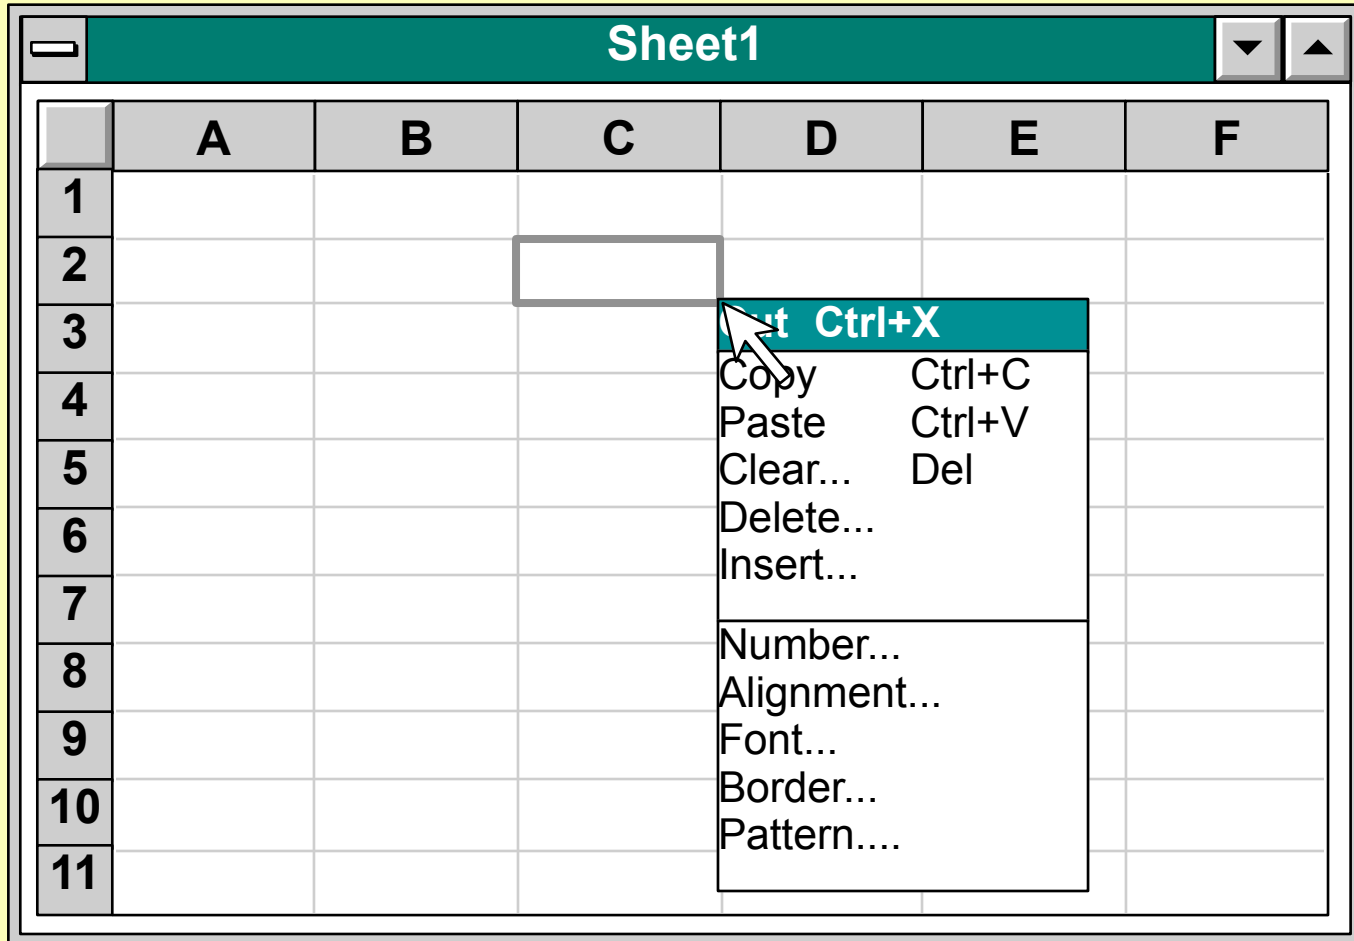 Sheet1
A B C D E F
1
2
3
Cut Ctrl+X
Copy Ctrl+C
4
Paste Ctrl+V
5
Clear... Del
6
Delete...
Insert...
7
Number...
8
Alignment...
9
Font...
10
Border...
Pattern....
11